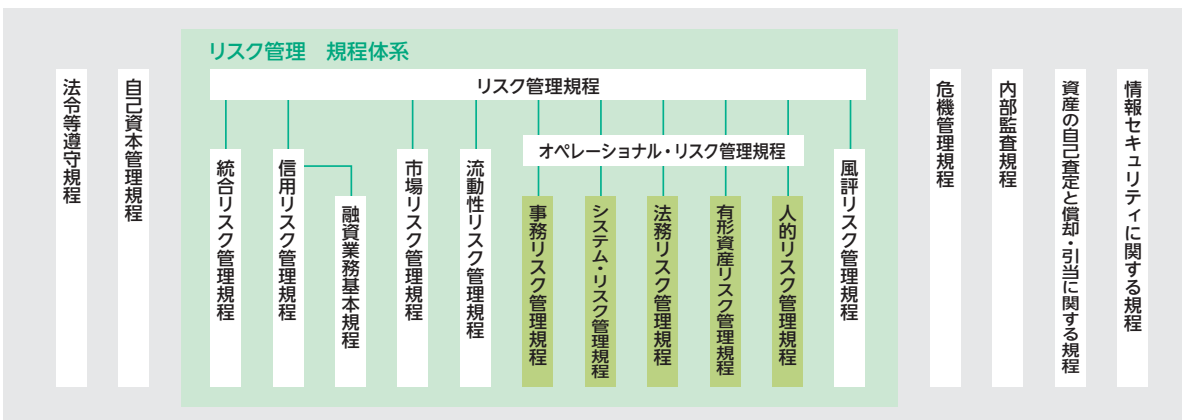 法令等遵守規程
自己資本管理規程
リスク管理　規程体系
リスク管理規程
統合リスク管理規程
信用リスク管理規程
融資業務基本規程
市場リスク管理規程
流動性リスク管理規程
オペレーショナル・リスク管理規程
事務リスク管理規程
システム・リスク管理規程
法務リスク管理規程
有形資産リスク管理規程
人的リスク管理規程
風評リスク管理規程
危機管理規程
内部監査規程
資産の自己査定と償却・引当に関する規程
情報セキュリティに関する規程